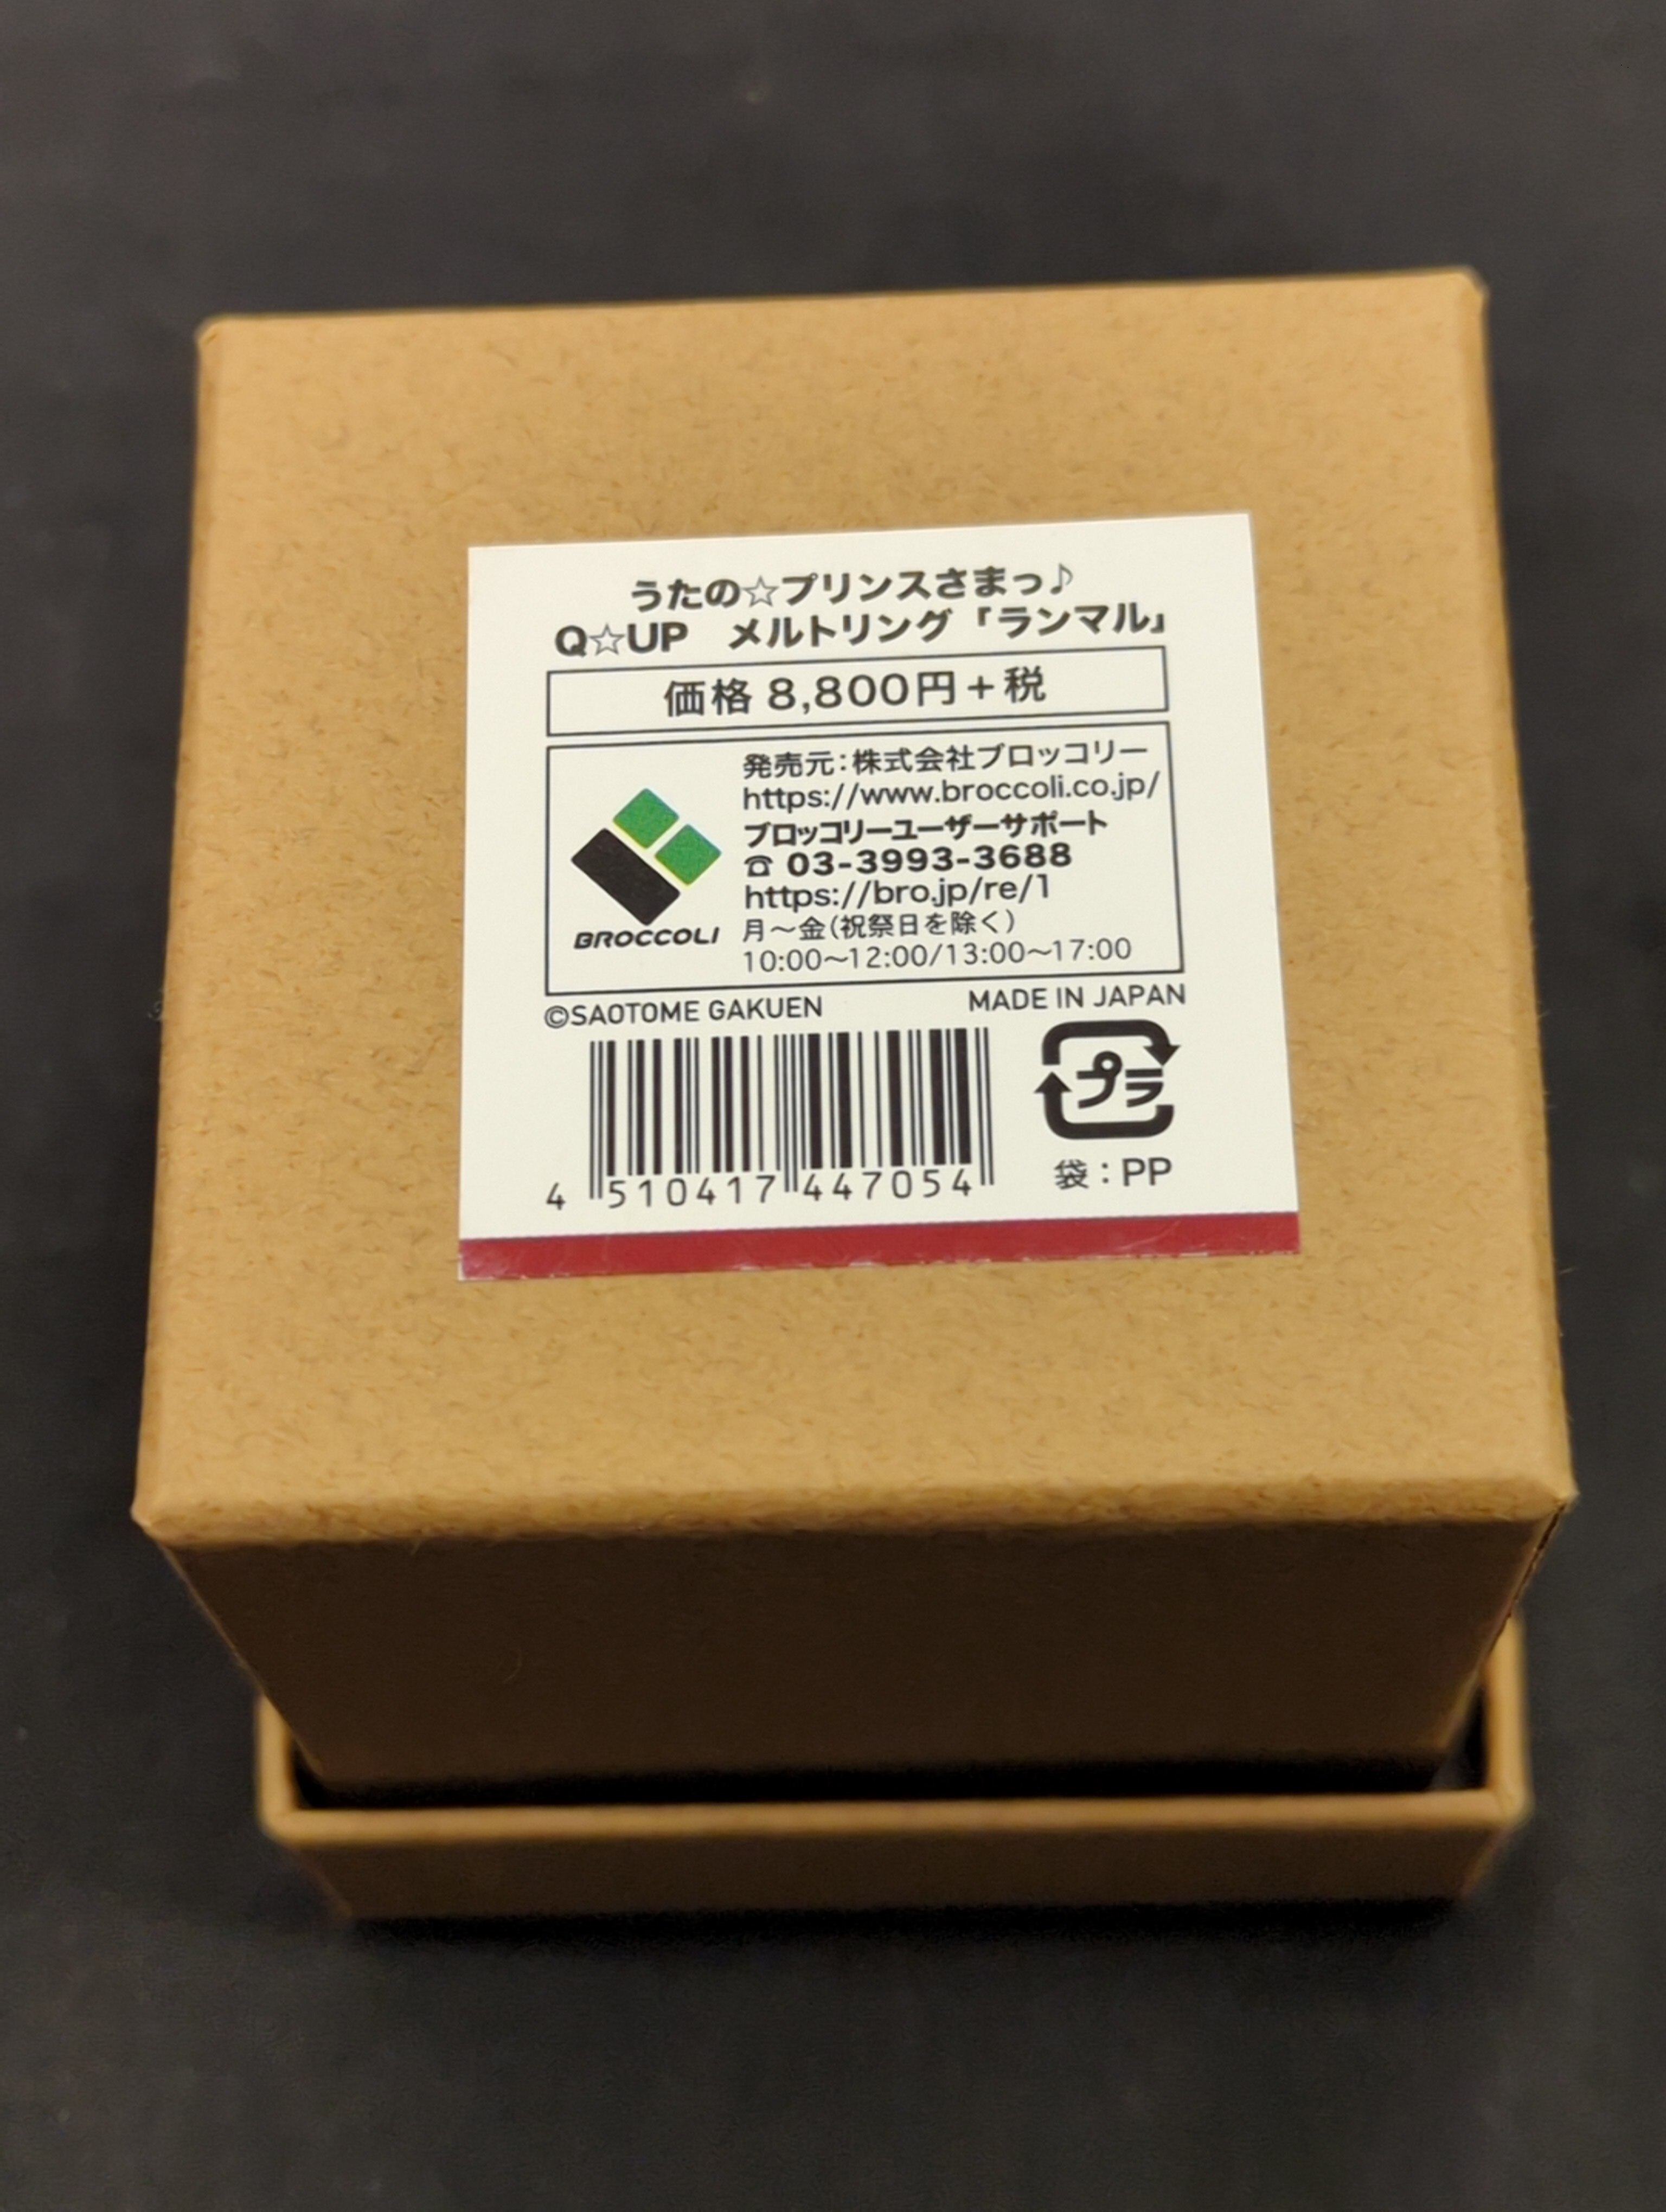 うたの☆プリンスさまっ♪
Q☆UP　メルトリング「ランマル」
価格 8,800円＋税
発売元：株式会社ブロッコリー
https://www.broccoli.co.jp/
ブロッコリーユーザーサポート
☎ 03-3993-3688
https://bro.jp/re/1
月〜金(祝祭日を除く)
10:00〜12:00/13:00〜17:00
BROCCOLI
©SAOTOME GAKUEN
MADE IN JAPAN
4 510417 447054
プラ
袋：PP